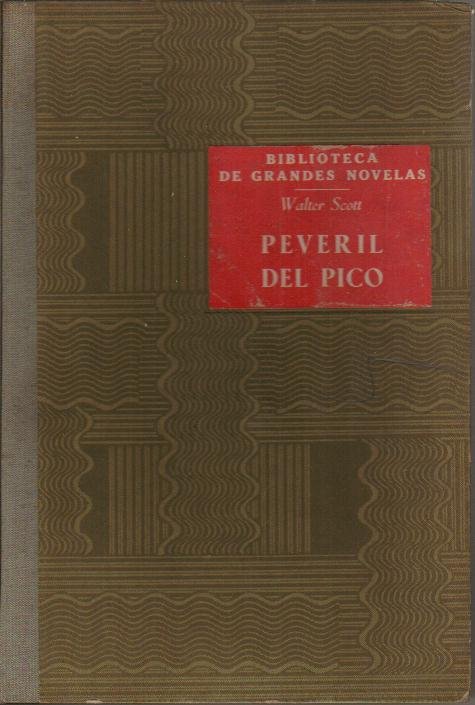 BIBLIOTECA
DE GRANDES NOVELAS
Walter Scott
PEVERIL
DEL PICO